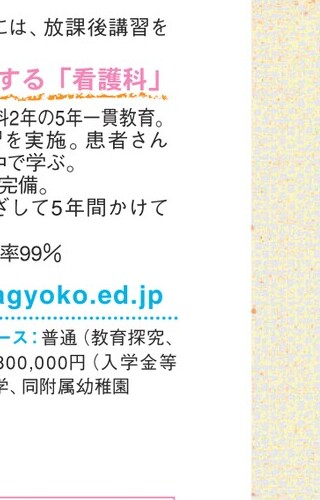 には、放課後講習を
する「看護科」
科2年の5年一貫教育。
習を実施。患者さん
中で学ぶ。
完備。
ざして5年間かけて
率99%
agyoko.ed.jp
ース：普通（教育探究、
300,000円（入学金等
学、同附属幼稚園